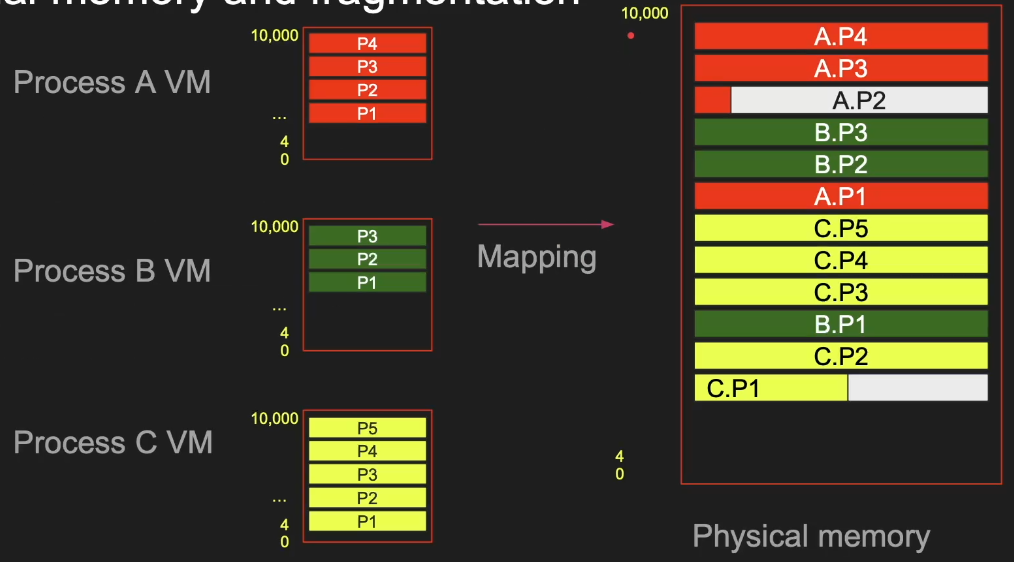 al memory and fragmentation
Process A VM
10,000
...
4
0
P4
P3
P2
P1
Process B VM
10,000
...
4
0
P3
P2
P1
Process C VM
10,000
...
4
0
P5
P4
P3
P2
P1
Mapping
10,000
4
0
A.P4
A.P3
A.P2
B.P3
B.P2
A.P1
C.P5
C.P4
C.P3
B.P1
C.P2
C.P1
Physical memory